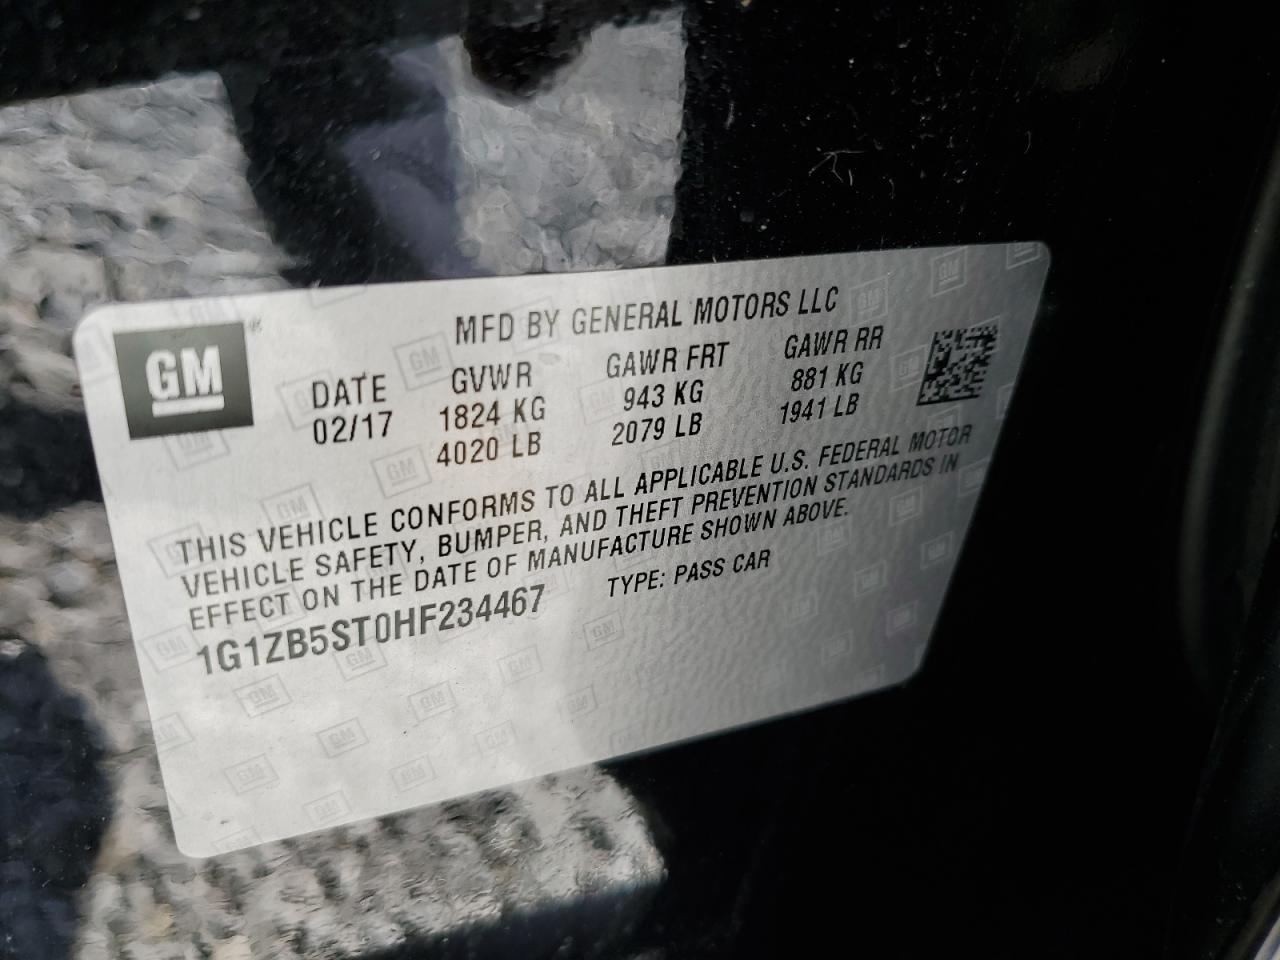 GM
MFD BY GENERAL MOTORS LLC
DATE GVWR GAWR FRT GAWR RR
02/17 1824 KG 943 KG 881 KG
4020 LB 2079 LB 1941 LB
THIS VEHICLE CONFORMS TO ALL APPLICABLE U.S. FEDERAL MOTOR
VEHICLE SAFETY, BUMPER, AND THEFT PREVENTION STANDARDS IN
EFFECT ON THE DATE OF MANUFACTURE SHOWN ABOVE.
1G1ZB5ST0HF234467 TYPE: PASS CAR